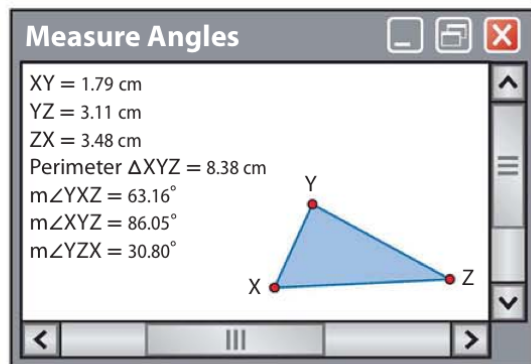 Measure Angles
XY = 1.79 cm
YZ = 3.11 cm
ZX = 3.48 cm
Perimeter ΔXYZ = 8.38 cm
m∠YXZ = 63.16°
m∠XYZ = 86.05°
m∠YZX = 30.80°
Y
X
Z